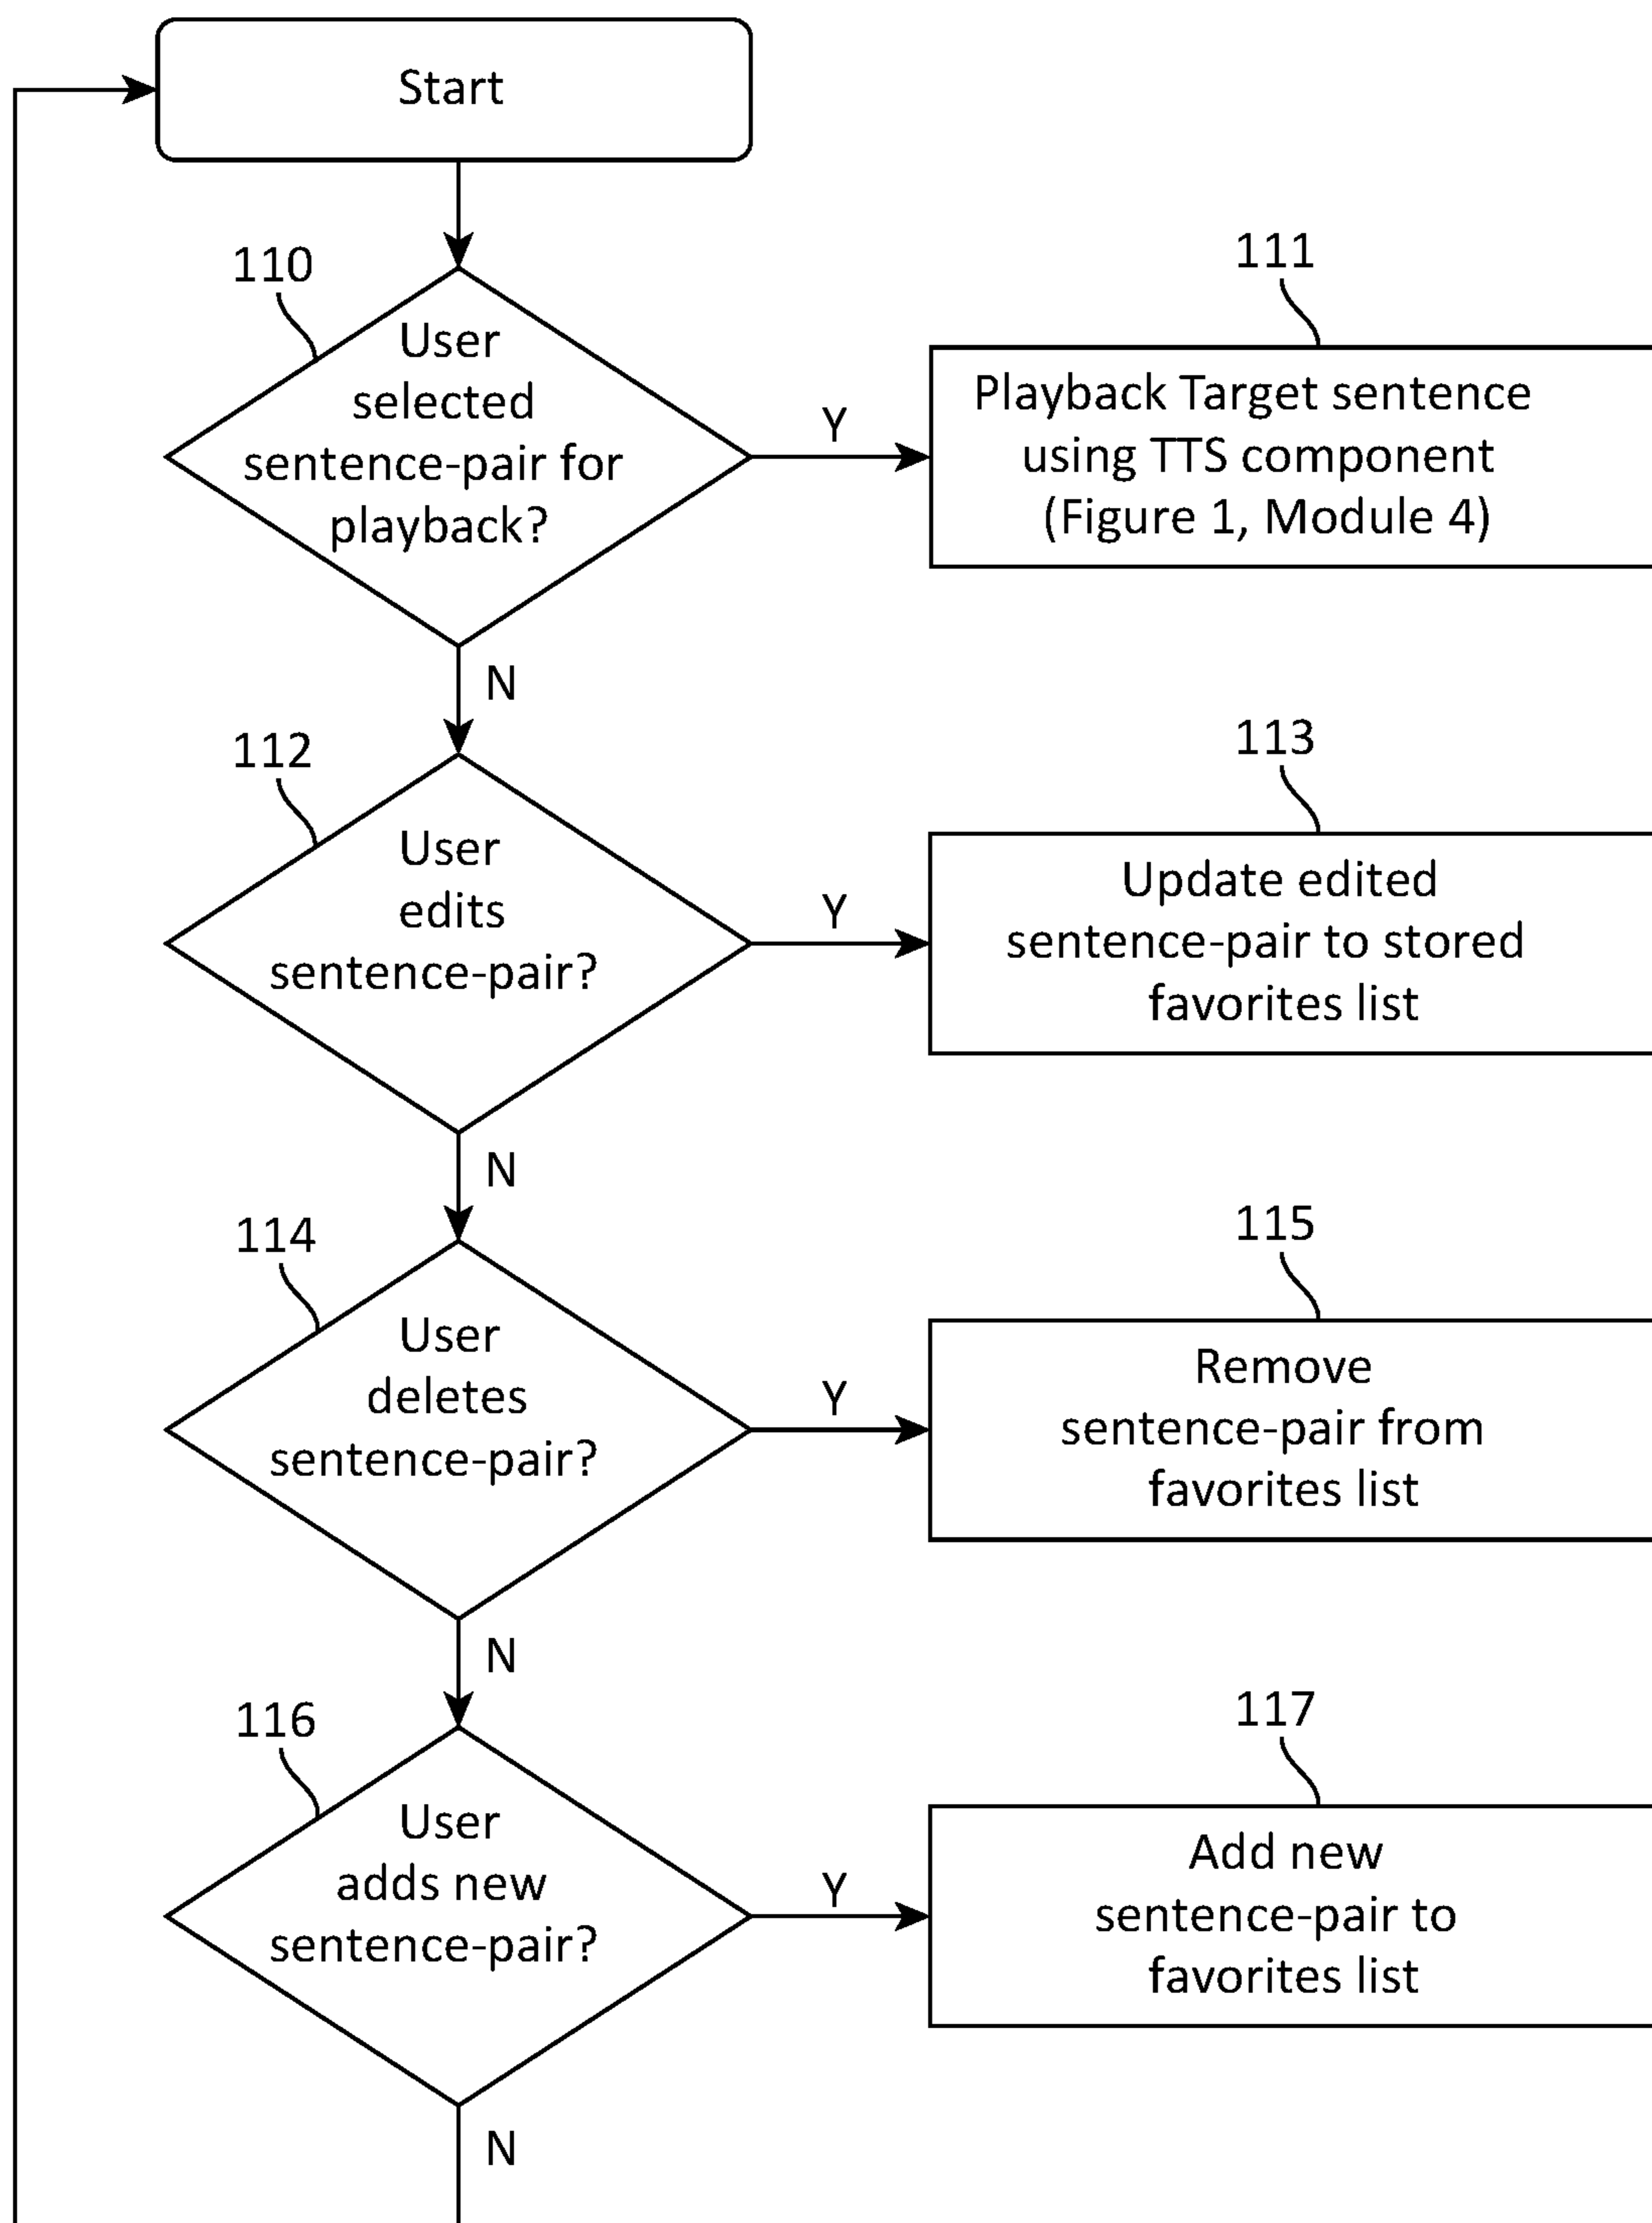 Start
110
User
selected
sentence-pair for
playback?
Y
111
Playback Target sentence
using TTS component
(Figure 1, Module 4)
N
112
User
edits
sentence-pair?
Y
113
Update edited
sentence-pair to stored
favorites list
N
114
User
deletes
sentence-pair?
Y
115
Remove
sentence-pair from
favorites list
N
116
User
adds new
sentence-pair?
Y
117
Add new
sentence-pair to
favorites list
N